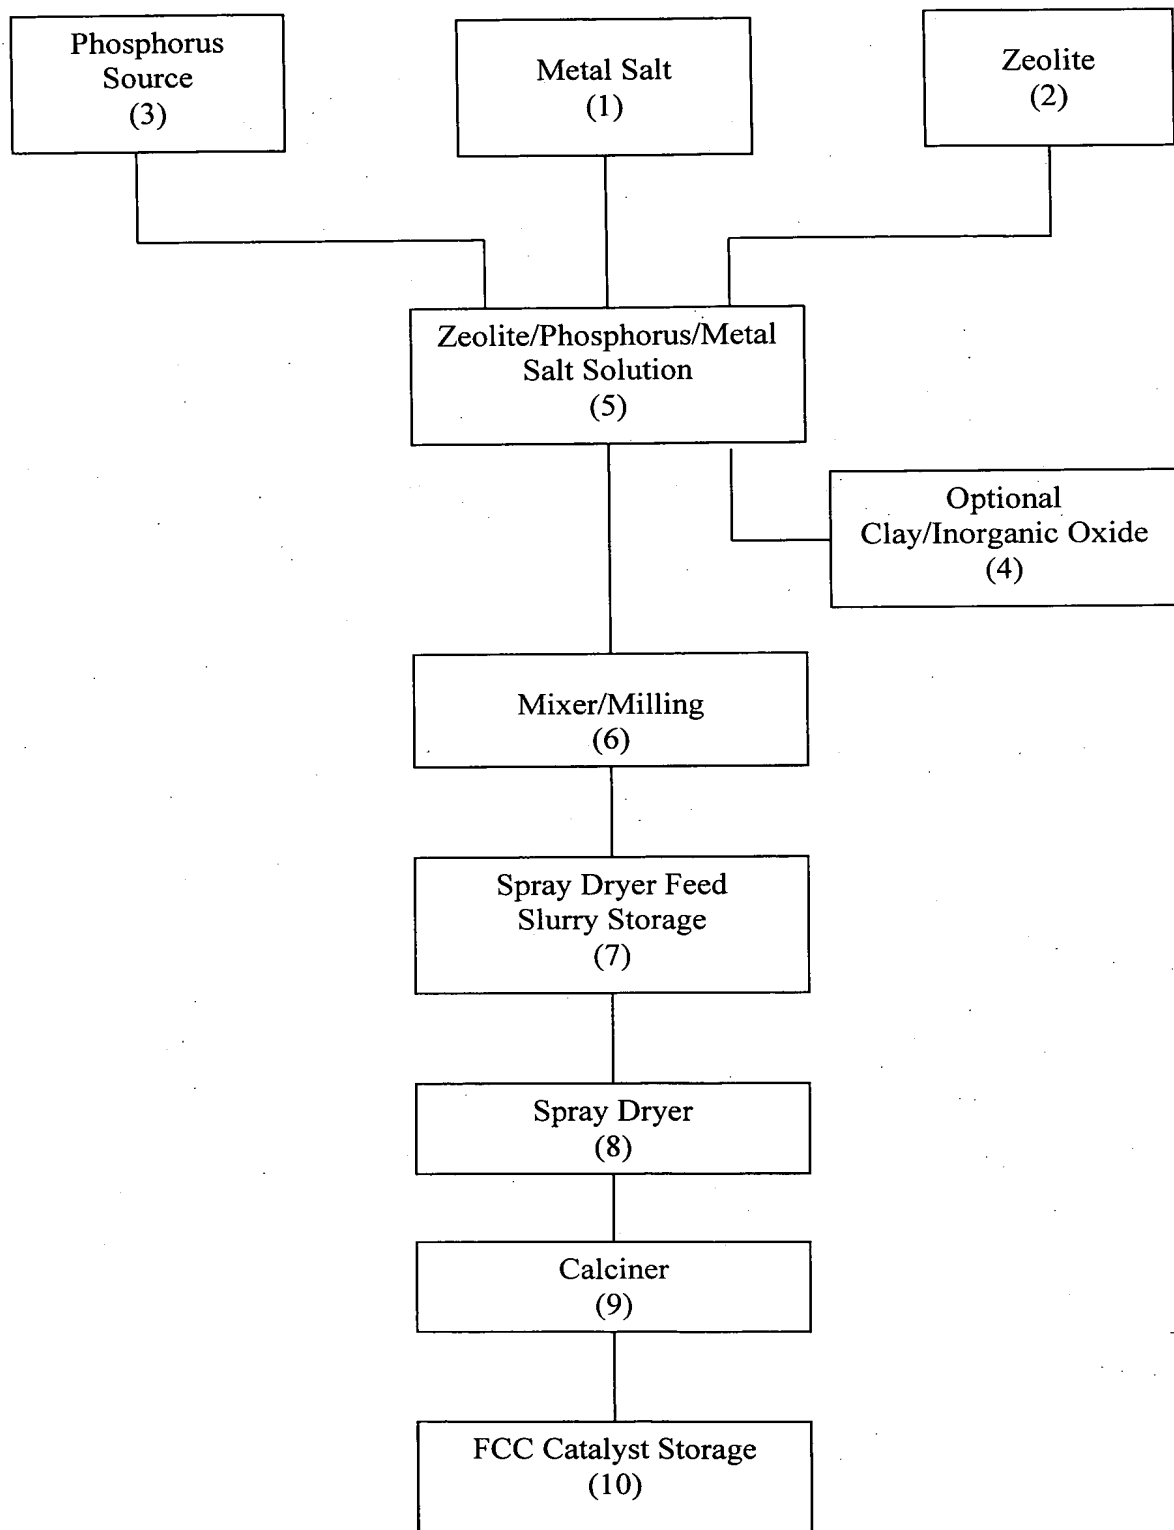 Phosphorus
Source
(3)
Metal Salt
(1)
Zeolite
(2)
Zeolite/Phosphorus/Metal
Salt Solution
(5)
Optional
Clay/Inorganic Oxide
(4)
Mixer/Milling
(6)
Spray Dryer Feed
Slurry Storage
(7)
Spray Dryer
(8)
Calciner
(9)
FCC Catalyst Storage
(10)